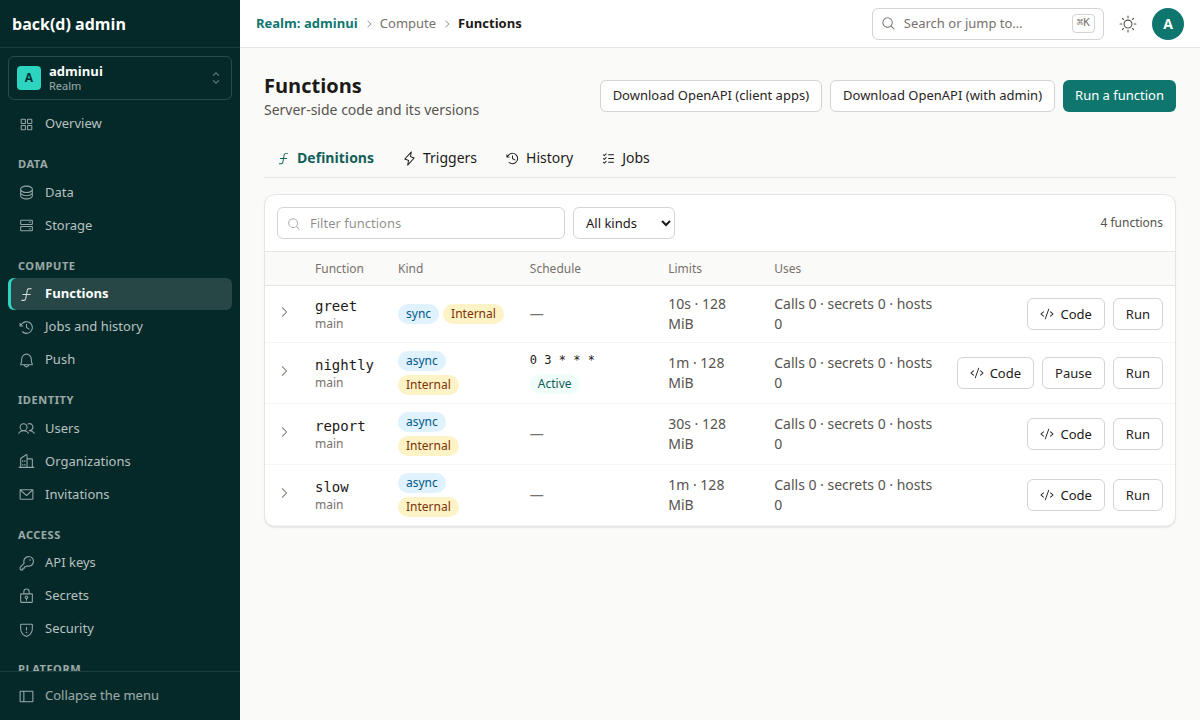 back(d) admin
A
adminui
Realm
Overview
DATA
Data
Storage
COMPUTE
Functions
Jobs and history
Push
IDENTITY
Users
Organizations
Invitations
ACCESS
API keys
Secrets
Security
PLATFORM
Collapse the menu
Realm: adminui > Compute > Functions
Search or jump to... ⌘K
A
Functions
Server-side code and its versions
Download OpenAPI (client apps)
Download OpenAPI (with admin)
Run a function
Definitions
Triggers
History
Jobs
Filter functions
All kinds
4 functions
Function Kind Schedule Limits Uses
greet
main
sync Internal
—
10s · 128
MiB
Calls 0 · secrets 0 · hosts
0
Code
Run
nightly
main
async
Internal
0 3 * * *
Active
1m · 128
MiB
Calls 0 · secrets 0 · hosts
0
Code
Pause
Run
report
main
async
Internal
—
30s · 128
MiB
Calls 0 · secrets 0 · hosts
0
Code
Run
slow
main
async
Internal
—
1m · 128
MiB
Calls 0 · secrets 0 · hosts
0
Code
Run